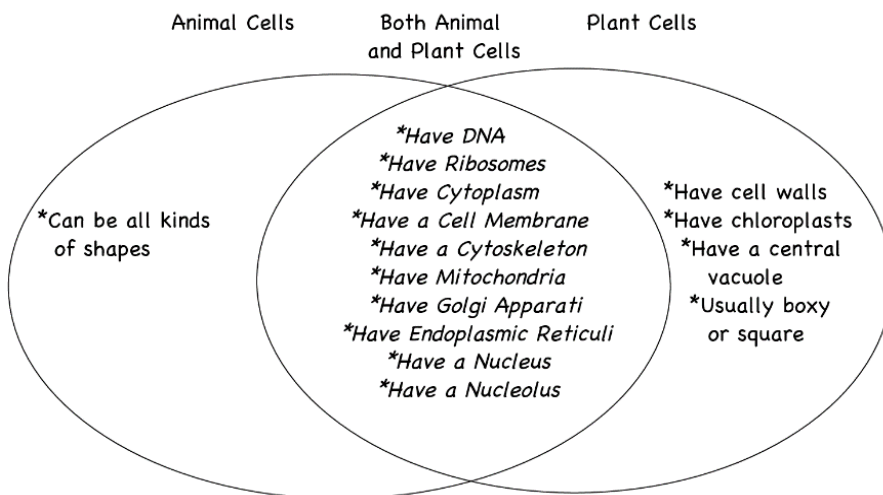 Animal Cells
Both Animal
and Plant Cells
Plant Cells
*Can be all kinds
of shapes
*Have DNA
*Have Ribosomes
*Have Cytoplasm
*Have a Cell Membrane
*Have a Cytoskeleton
*Have Mitochondria
*Have Golgi Apparati
*Have Endoplasmic Reticuli
*Have a Nucleus
*Have a Nucleolus
*Have cell walls
*Have chloroplasts
*Have a central
vacuole
*Usually boxy
or square